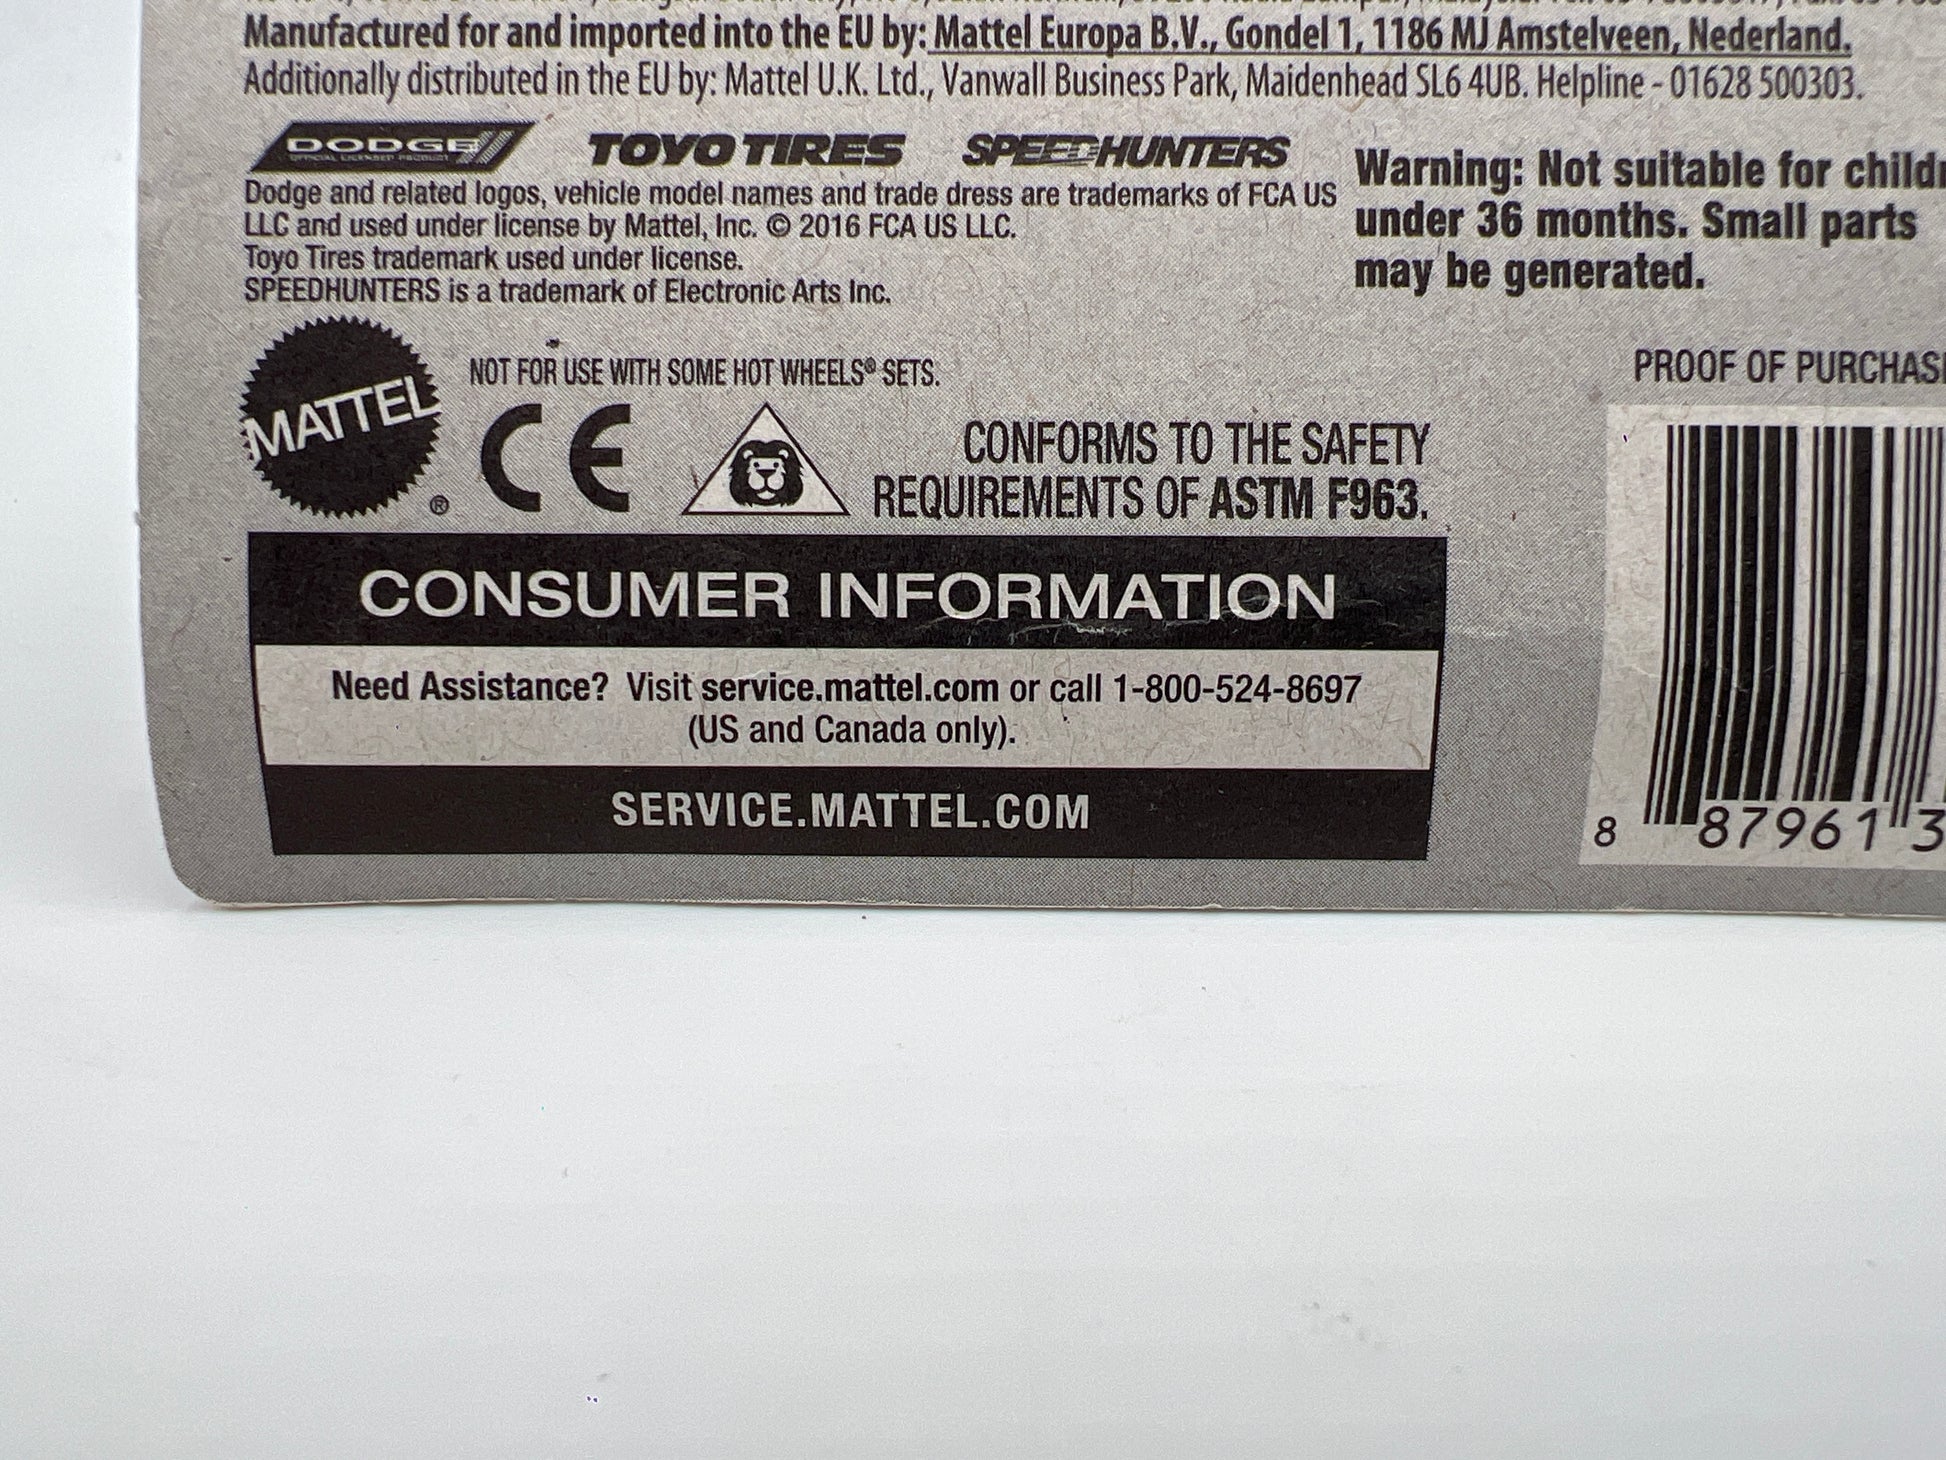 Manufactured for and imported into the EU by: Mattel Europa B.V., Gondel 1, 1186 MJ Amstelveen, Nederland.
Additionally distributed in the EU by: Mattel U.K. Ltd., Vanwall Business Park, Maidenhead SL6 4UB. Helpline - 01628 500303.
DODGE
OFFICIAL LICENSED PRODUCT
TOYO TIRES
SPEEDHUNTERS
Dodge and related logos, vehicle model names and trade dress are trademarks of FCA US
LLC and used under license by Mattel, Inc. © 2016 FCA US LLC.
Toyo Tires trademark used under license.
SPEEDHUNTERS is a trademark of Electronic Arts Inc.
Warning: Not suitable for childr
under 36 months. Small parts
may be generated.
MATTEL
®
NOT FOR USE WITH SOME HOT WHEELS® SETS.
CE
CONFORMS TO THE SAFETY
REQUIREMENTS OF ASTM F963.
PROOF OF PURCHAS
8 87961 3
CONSUMER INFORMATION
Need Assistance? Visit service.mattel.com or call 1-800-524-8697
(US and Canada only).
SERVICE.MATTEL.COM